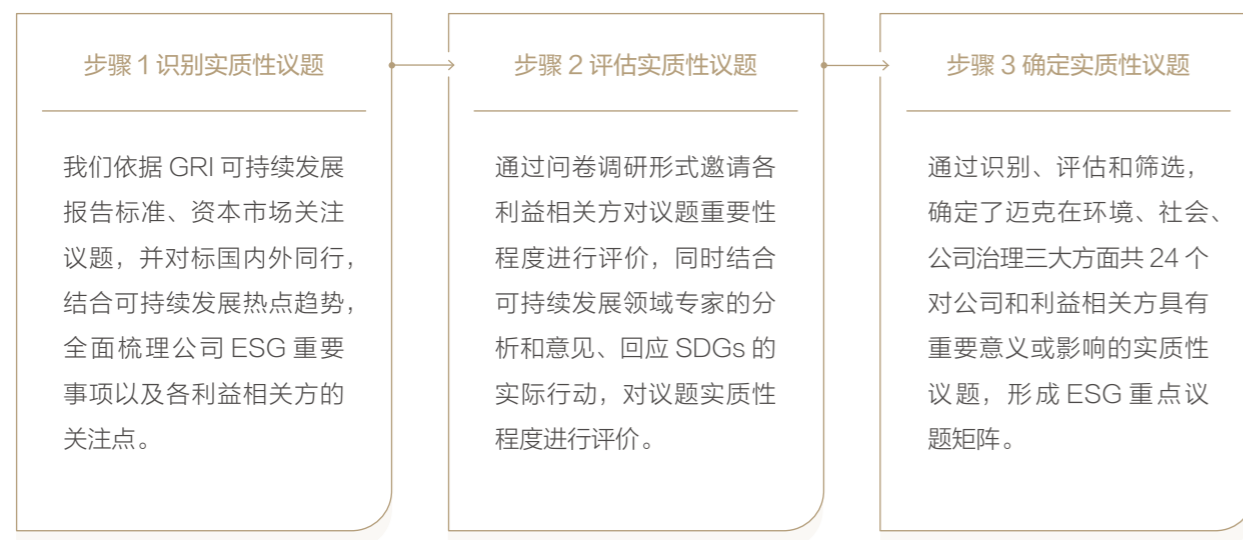 步骤 1 识别实质性议题
我们依据 GRI 可持续发展
报告标准、资本市场关注
议题，并对标国内外同行，
结合可持续发展热点趋势，
全面梳理公司 ESG 重要
事项以及各利益相关方的
关注点。
步骤 2 评估实质性议题
通过问卷调研形式邀请各
利益相关方对议题重要性
程度进行评价，同时结合
可持续发展领域专家的分
析和意见、回应 SDGs 的
实际行动，对议题实质性
程度进行评价。
步骤 3 确定实质性议题
通过识别、评估和筛选，
确定了迈克在环境、社会、
公司治理三大方面共 24 个
对公司和利益相关方具有
重要意义或影响的实质性
议题，形成 ESG 重点议
题矩阵。